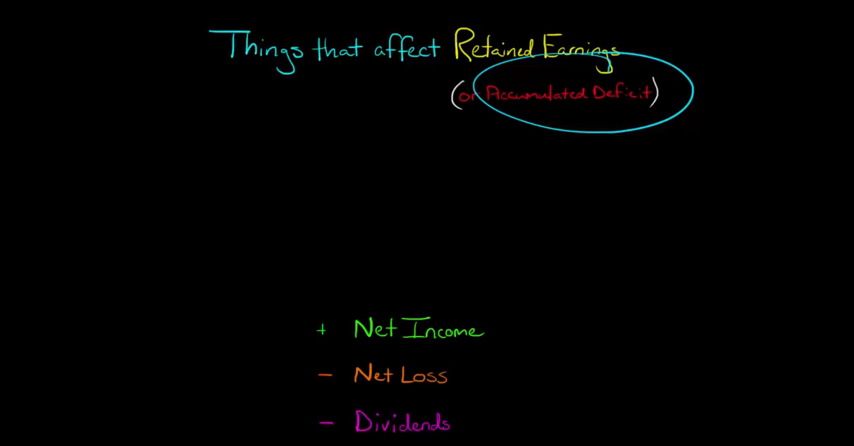 Things that affect Retained Earnings
(or Accumulated Deficit)
+ Net Income
- Net Loss
- Dividends